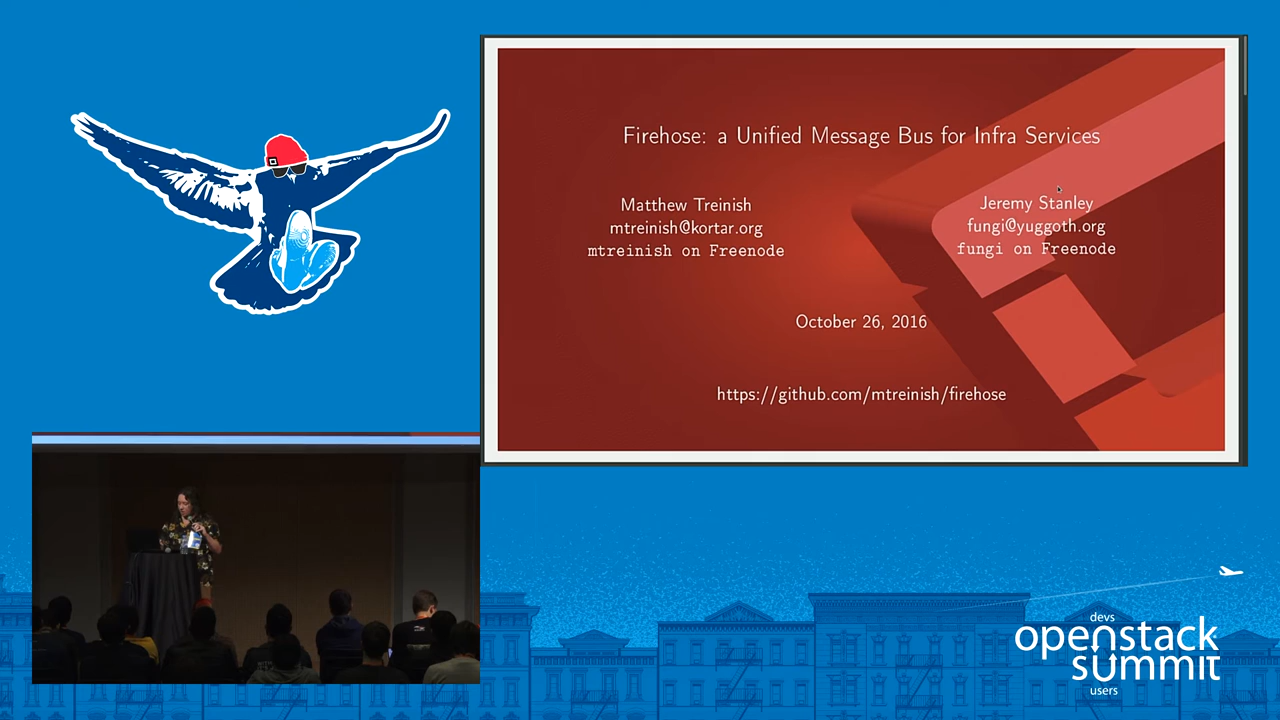 Firehose: a Unified Message Bus for Infra Services
Matthew Treinish
mtreinish@kortar.org
mtreinish on Freenode
Jeremy Stanley
fungi@yuggoth.org
fungi on Freenode
October 26, 2016
https://github.com/mtreinish/firehose
devs
openstack
summit
users